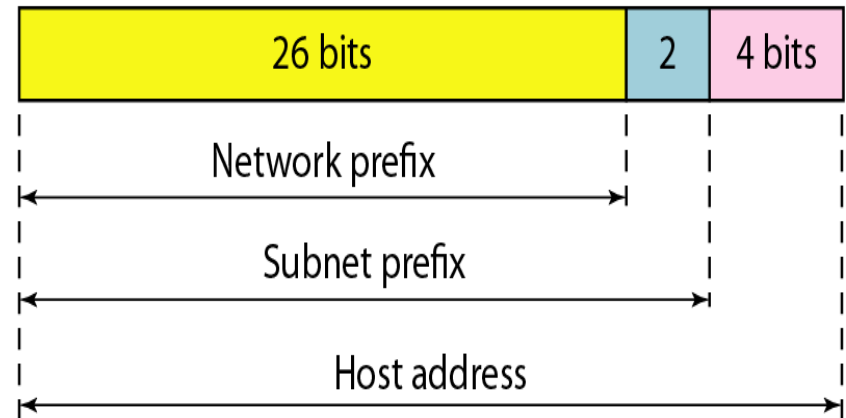 26 bits 2 4 bits
Network prefix
Subnet prefix
Host address